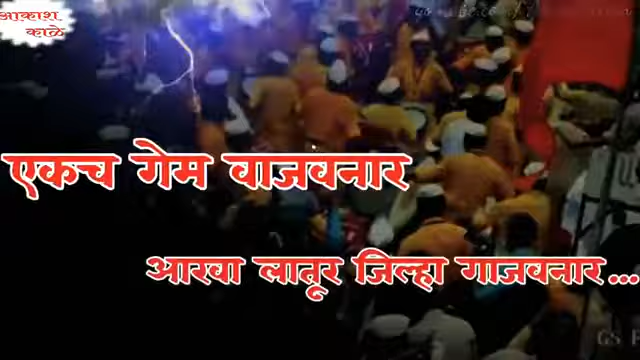 आकाश
काळे
एकच गेम वाजवनार
आखा लातूर जिल्हा गाजवनार...